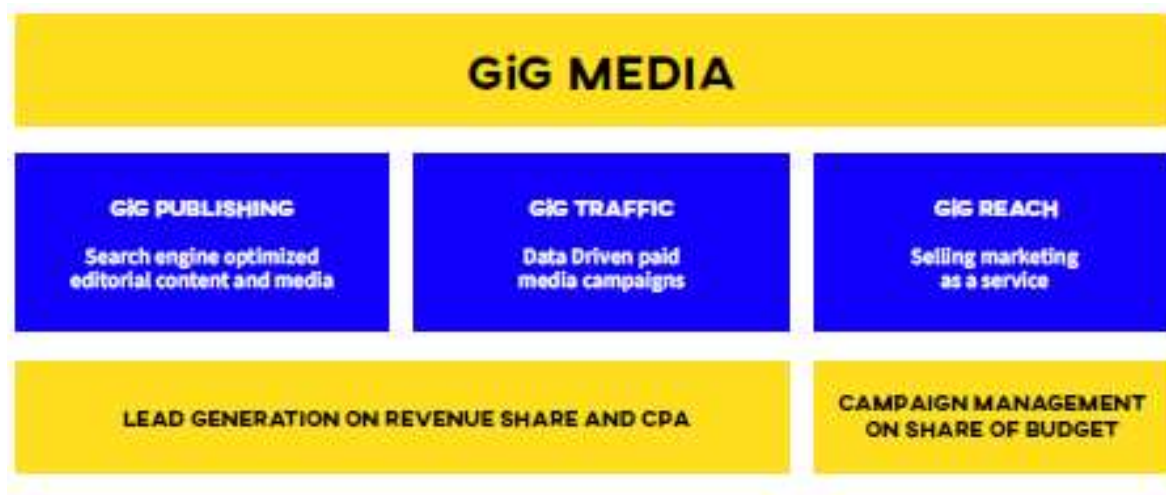 GiG MEDIA
GiG PUBLISHING
Search engine optimized
editorial content and media
GiG TRAFFIC
Data Driven paid
media campaigns
GiG REACH
Selling marketing
as a service
LEAD GENERATION ON REVENUE SHARE AND CPA
CAMPAIGN MANAGEMENT
ON SHARE OF BUDGET